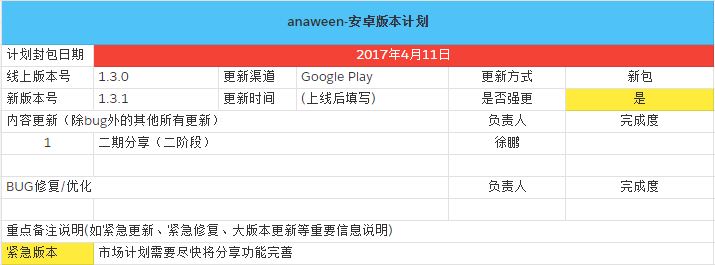 anaween-安卓版本计划
计划封包日期 2017年4月11日
线上版本号 1.3.0 更新渠道 Google Play 更新方式 新包
新版本号 1.3.1 更新时间 (上线后填写) 是否强更 是
内容更新（除bug外的其他所有更新） 负责人 完成度
1 二期分享（二阶段） 徐鹏
BUG修复/优化 负责人 完成度
重点备注说明(如紧急更新、紧急修复、大版本更新等重要信息说明)
紧急版本 市场计划需要尽快将分享功能完善